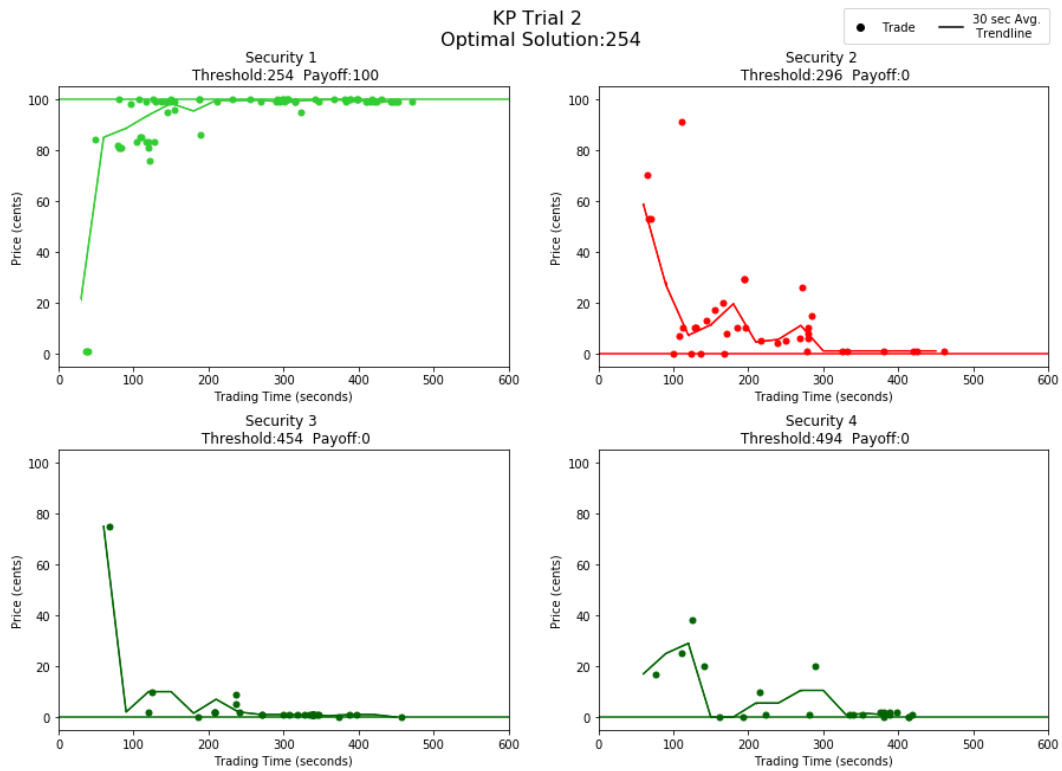 KP Trial 2
Optimal Solution:254
Trade
30 sec Avg.
Trendline
Security 1
Threshold:254 Payoff:100
Price (cents)
100
80
60
40
20
0
0 100 200 300 400 500 600
Trading Time (seconds)
Security 2
Threshold:296 Payoff:0
Price (cents)
100
80
60
40
20
0
0 100 200 300 400 500 600
Trading Time (seconds)
Security 3
Threshold:454 Payoff:0
Price (cents)
100
80
60
40
20
0
0 100 200 300 400 500 600
Trading Time (seconds)
Security 4
Threshold:494 Payoff:0
Price (cents)
100
80
60
40
20
0
0 100 200 300 400 500 600
Trading Time (seconds)